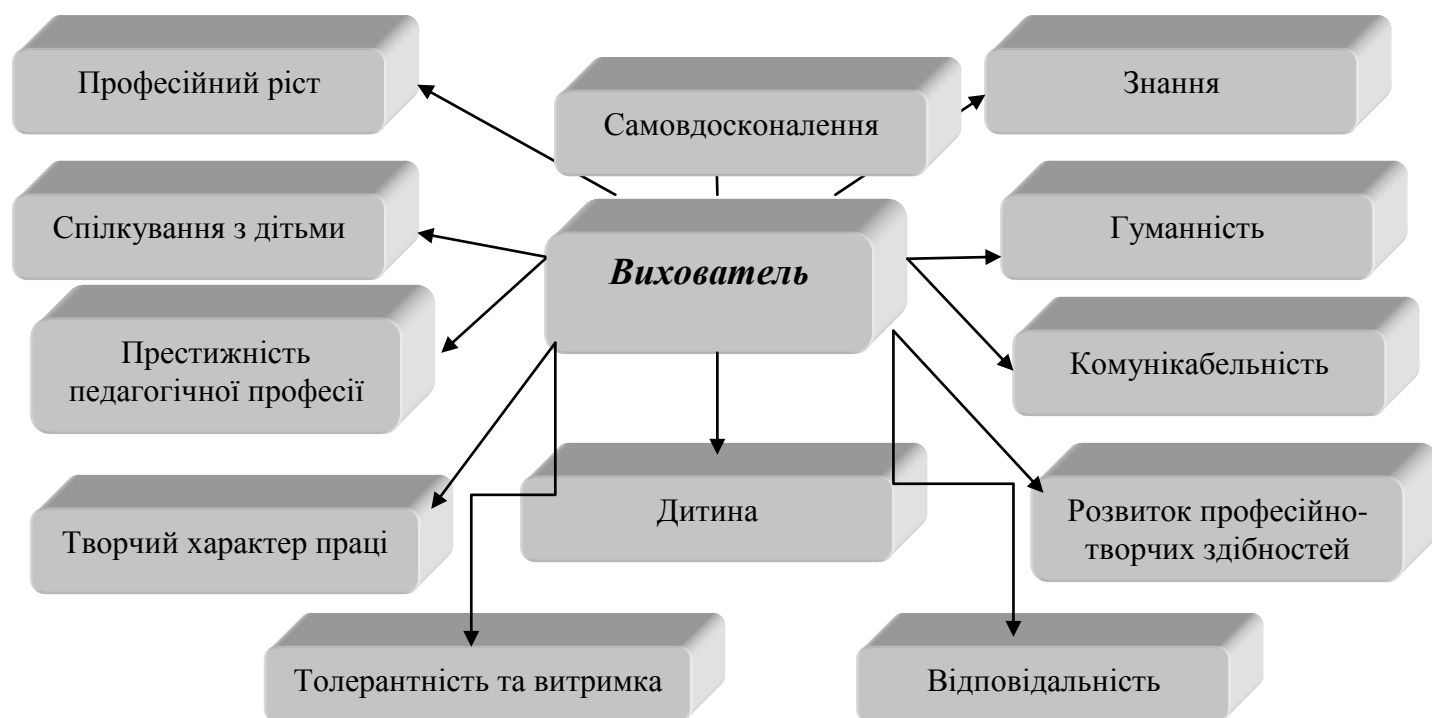 Професійний ріст
Самовдосконалення
Знання
Спілкування з дітьми
Вихователь
Гуманність
Престижність
педагогічної професії
Комунікабельність
Творчий характер праці
Дитина
Розвиток професійно-
творчих здібностей
Толерантність та витримка
Відповідальність